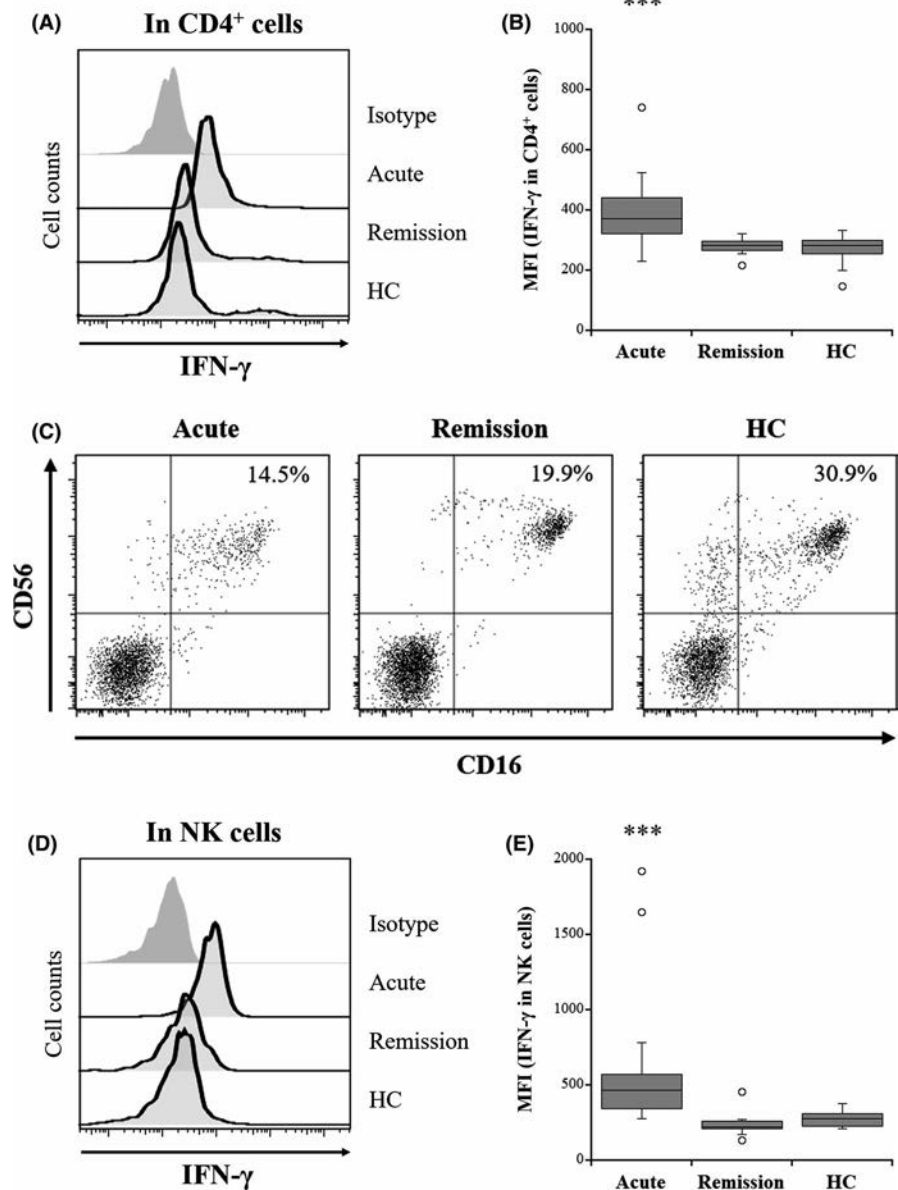 (A)
In CD4⁺ cells
Cell counts
Isotype
Acute
Remission
HC
IFN-γ
(B)
***
MFI (IFN-γ in CD4⁺ cells)
1000
800
600
400
200
0
Acute Remission HC
(C)
Acute Remission HC
14.5% 19.9% 30.9%
CD56
CD16
(D)
In NK cells
Cell counts
Isotype
Acute
Remission
HC
IFN-γ
(E)
***
MFI (IFN-γ in NK cells)
2000
1500
1000
500
0
Acute Remission HC